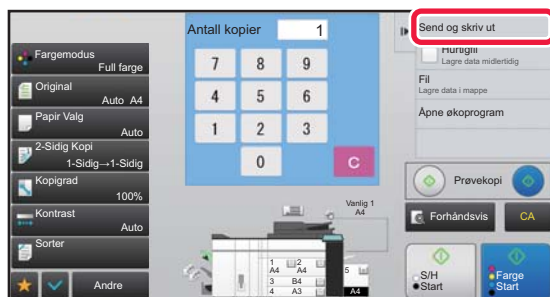 Fargemodus
Full farge
Original
Auto A4
Papir Valg
Auto
2-Sidig Kopi
1-Sidig→1-Sidig
Kopigrad
100%
Kontrast
Auto
Sorter
Andre
Antall kopier 1
7 8 9
4 5 6
1 2 3
0 C
Vanlig 1
A4
1 2
A4 A4
3 B4
4 A3
5
A4
Send og skriv ut
Hurtigfil
Lagre data midlertidig
Fil
Lagre data i mappe
Åpne økoprogram
Prøvekopi
Forhåndsvis CA
S/H
Start
Farge
Start